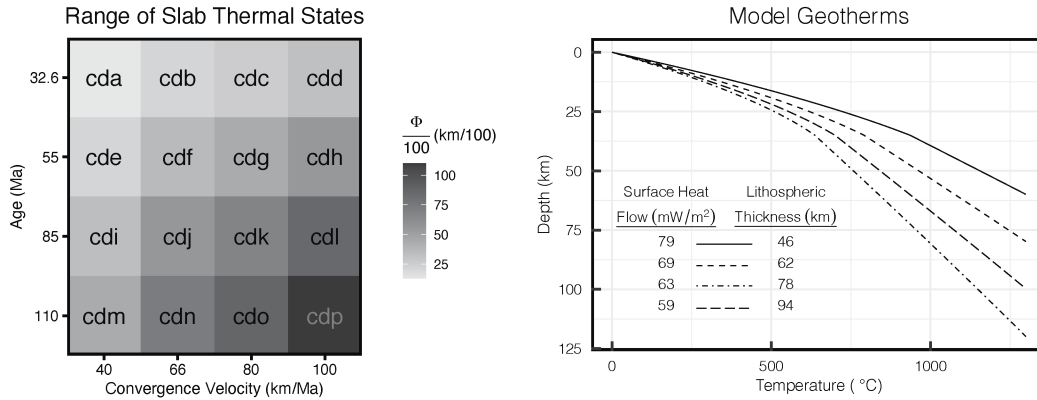 Range of Slab Thermal States
32.6
55
85
110
Age (Ma)
cda cdb cdc cdd
cde cdf cdg cdh
cdi cdj cdk cdl
cdm cdn cdo cdp
40 66 80 100
Convergence Velocity (km/Ma)
Φ
100 (km/100)
100
75
50
25
Model Geotherms
0
25
50
75
100
125
Depth (km)
Surface Heat Lithospheric
Flow (mW/m²) Thickness (km)
79 46
69 62
63 78
59 94
0 500 1000
Temperature ( °C)